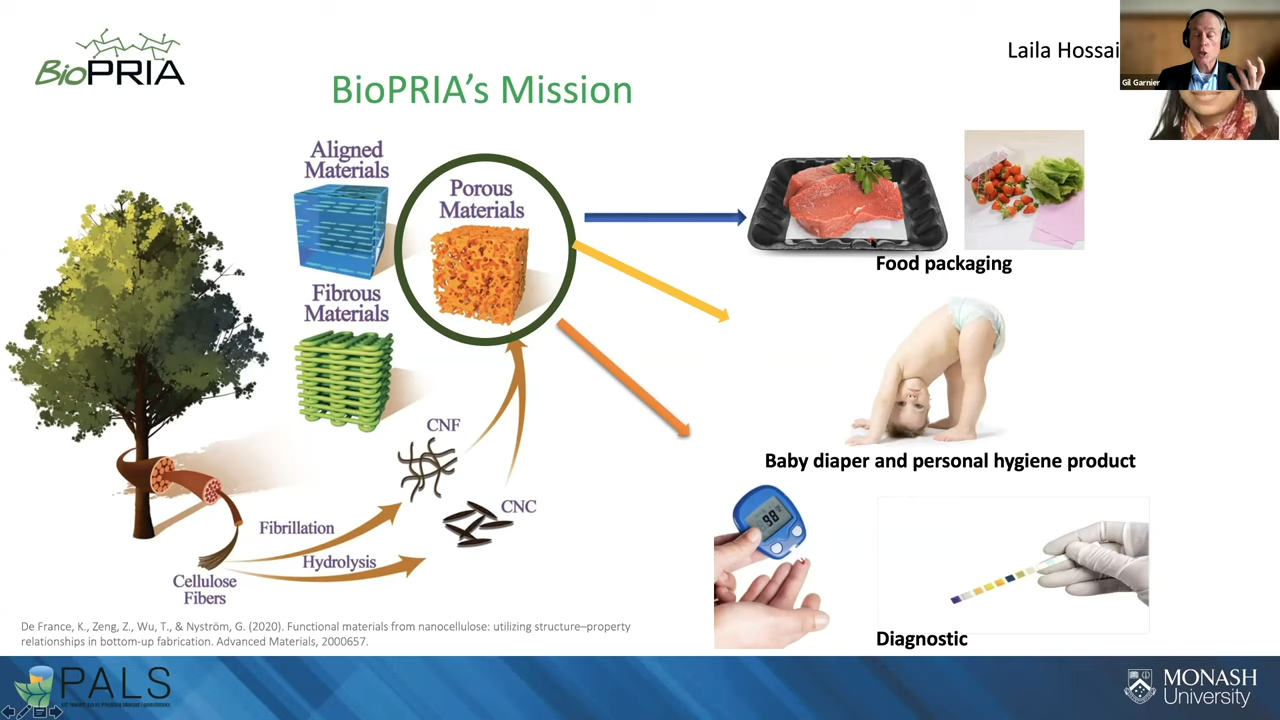 BioPRIA
BioPRIA's Mission
Laila Hossai
Gil Garnier
Aligned
Materials
Porous
Materials
Fibrous
Materials
CNF
CNC
Fibrillation
Hydrolysis
Cellulose
Fibers
Food packaging
Baby diaper and personal hygiene product
98
Diagnostic
De France, K., Zeng, Z., Wu, T., & Nyström, G. (2020). Functional materials from nanocellulose: utilizing structure–property
relationships in bottom-up fabrication. Advanced Materials, 2000657.
PALS
MONASH
University